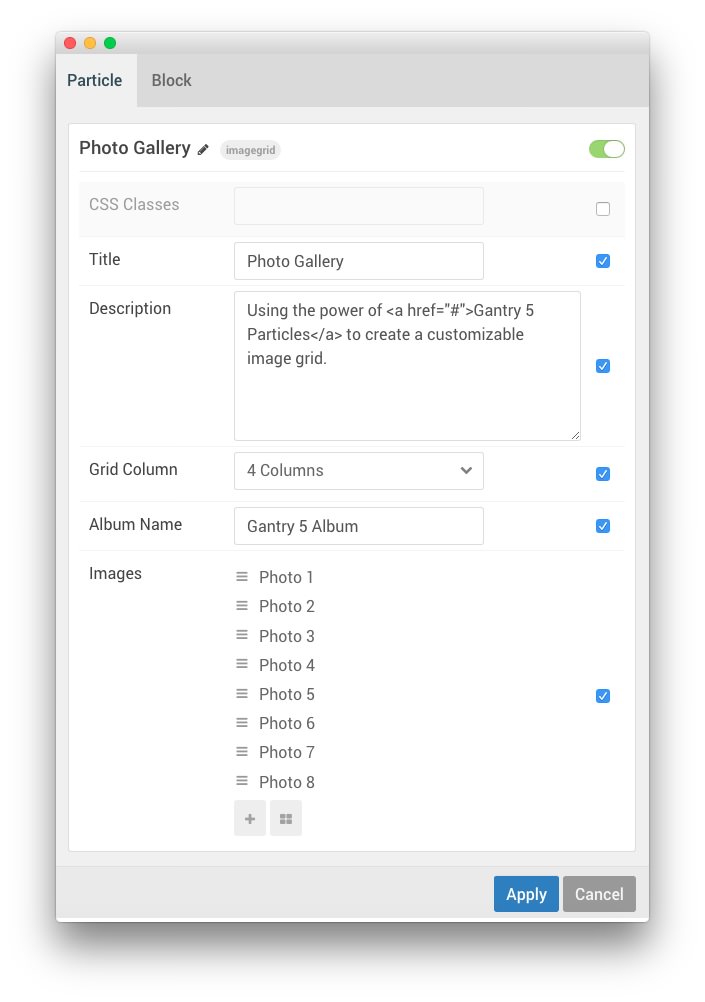 Particle Block
Photo Gallery imagegrid
CSS Classes
Title Photo Gallery
Description Using the power of <a href="#">Gantry 5
Particles</a> to create a customizable
image grid.
Grid Column 4 Columns
Album Name Gantry 5 Album
Images Photo 1
Photo 2
Photo 3
Photo 4
Photo 5
Photo 6
Photo 7
Photo 8
Apply Cancel